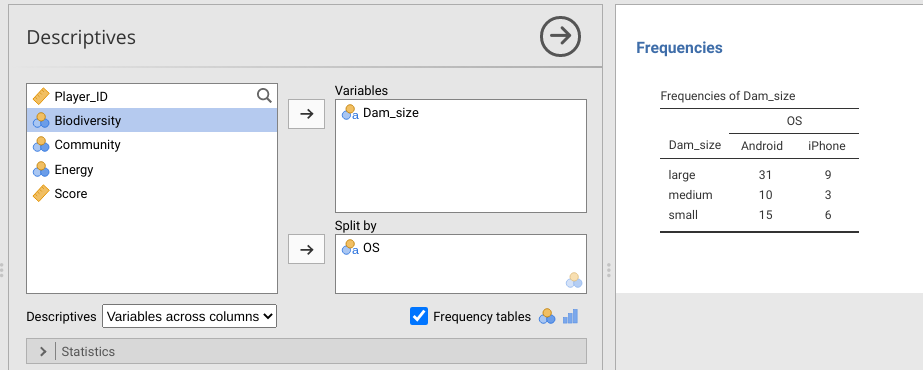 Descriptives
Player_ID
Biodiversity
Community
Energy
Score
Variables
Dam_size
Split by
OS
Descriptives Variables across columns
Frequency tables
Statistics
Frequencies
Frequencies of Dam_size
OS
Dam_size Android iPhone
large 31 9
medium 10 3
small 15 6